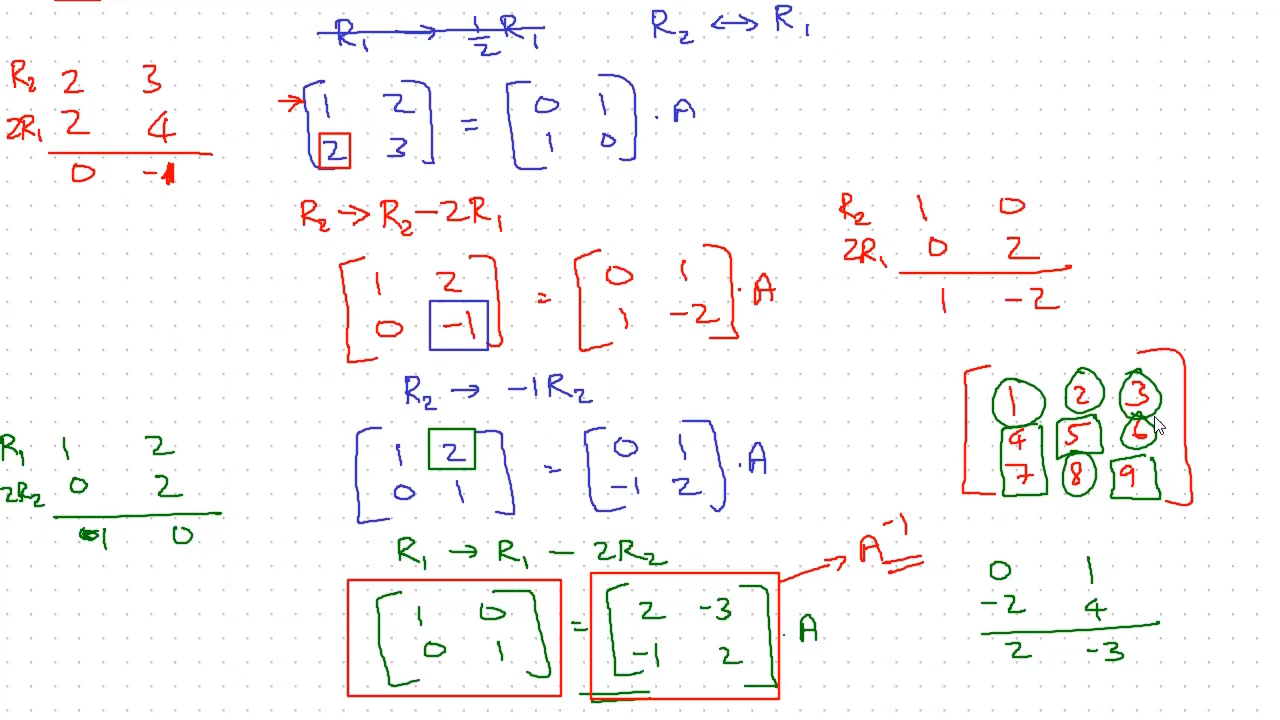 R₁ → 1/2 R₁    R₂ ↔ R₁
R₂ 2 3
2R₁ 2 4
0 -1
[1 2] = [0 1] . A
[2 3] [1 0]
R₂ → R₂ - 2R₁
R₂ 1 0
2R₁ 0 2
1 -2
[1 2] = [0 1] . A
[0 -1] [1 -2]
R₂ → -1R₂
[1 2 3]
[4 5 6]
[7 8 9]
R₁ 1 2
2R₂ 0 2
1 0
[1 2] = [0 1] . A
[0 1] [-1 2]
R₁ → R₁ - 2R₂
→ A⁻¹
[1 0] = [2 -3] . A
[0 1] [-1 2]
0 1
-2 4
2 -3